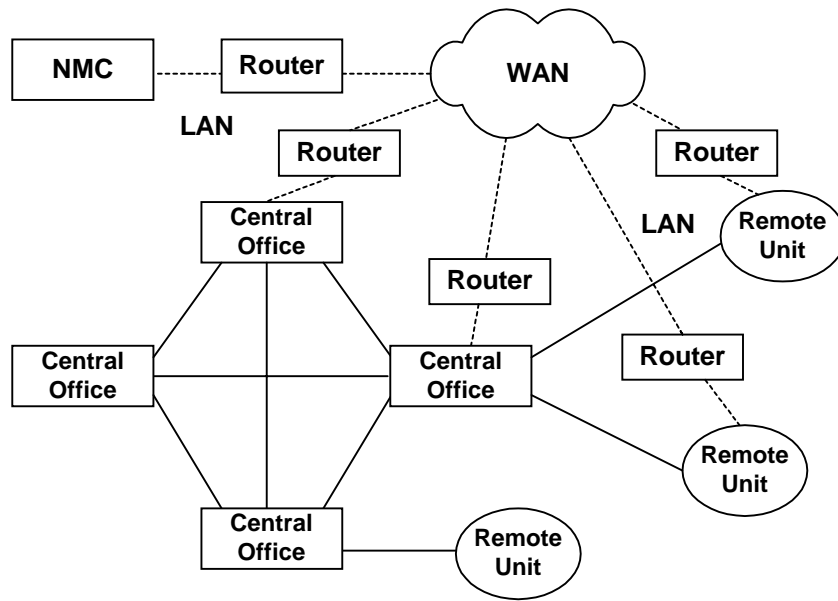 NMC
Router
WAN
LAN
Router
Router
Central
Office
Remote
Unit
LAN
Router
Central
Office
Central
Office
Router
Remote
Unit
Central
Office
Remote
Unit